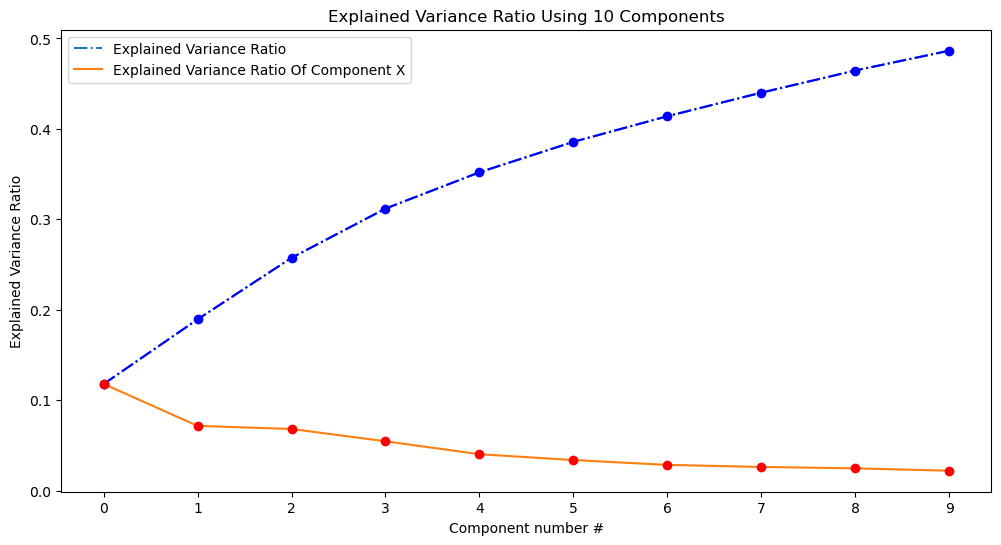 Explained Variance Ratio Using 10 Components
Explained Variance Ratio
Explained Variance Ratio Of Component X
Explained Variance Ratio
0.5
0.4
0.3
0.2
0.1
0.0
0 1 2 3 4 5 6 7 8 9
Component number #